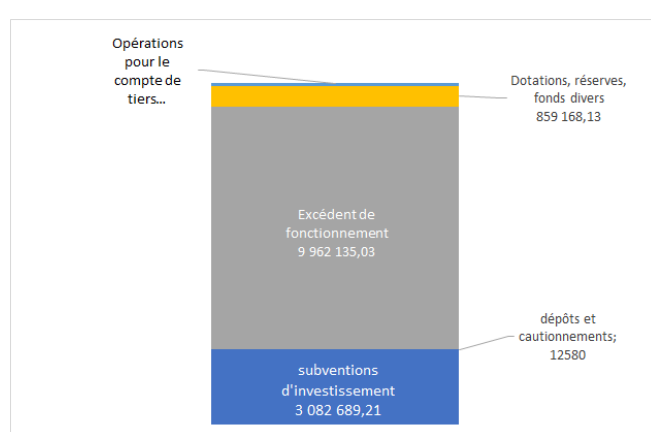 Opérations
pour le
compte de
tiers...
Dotations, réserves,
fonds divers
859 168,13
Excédent de
fonctionnement
9 962 135,03
dépôts et
cautionnements;
12580
subventions
d'investissement
3 082 689,21